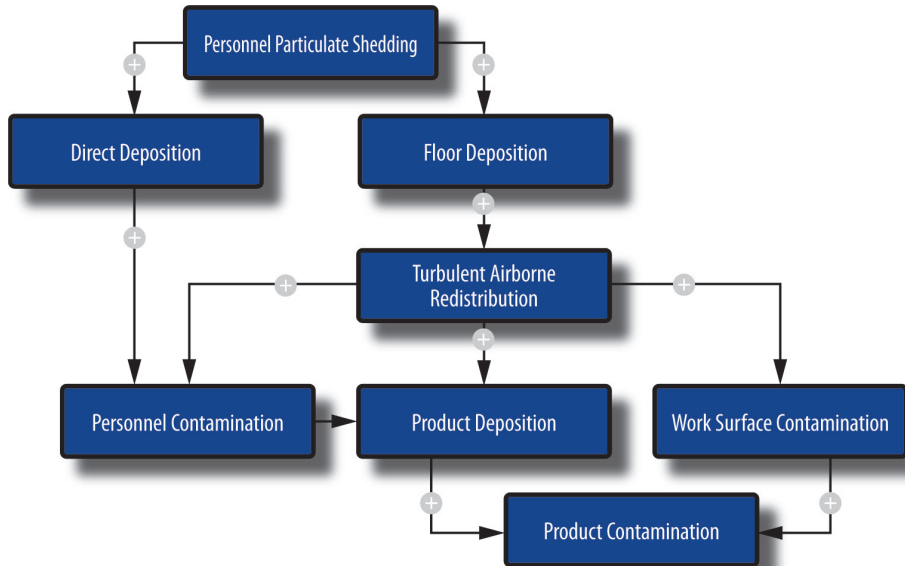 Personnel Particulate Shedding
Direct Deposition
Floor Deposition
Turbulent Airborne
Redistribution
Personnel Contamination
Product Deposition
Work Surface Contamination
Product Contamination